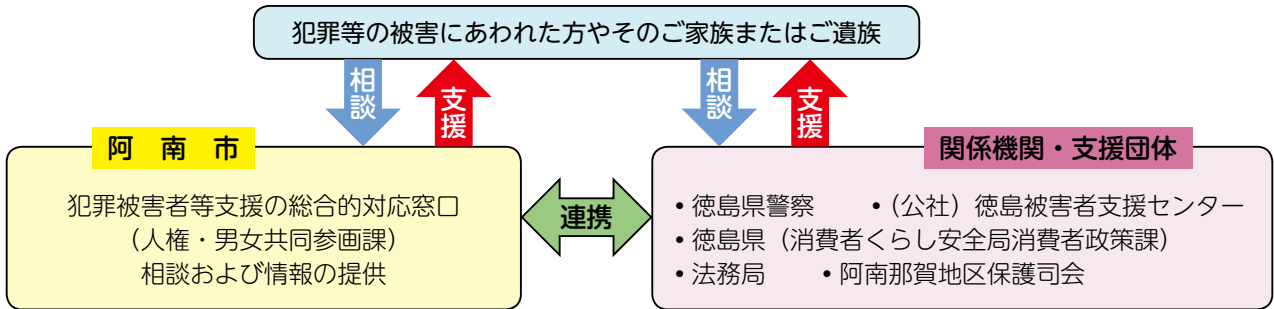 犯罪等の被害にあわれた方やそのご家族またはご遺族
相談
支援
相談
支援
阿南市
犯罪被害者等支援の総合的対応窓口
（人権・男女共同参画課）
相談および情報の提供
連携
関係機関・支援団体
•徳島県警察　•（公社）徳島被害者支援センター
•徳島県（消費者くらし安全局消費者政策課）
•法務局　•阿南那賀地区保護司会